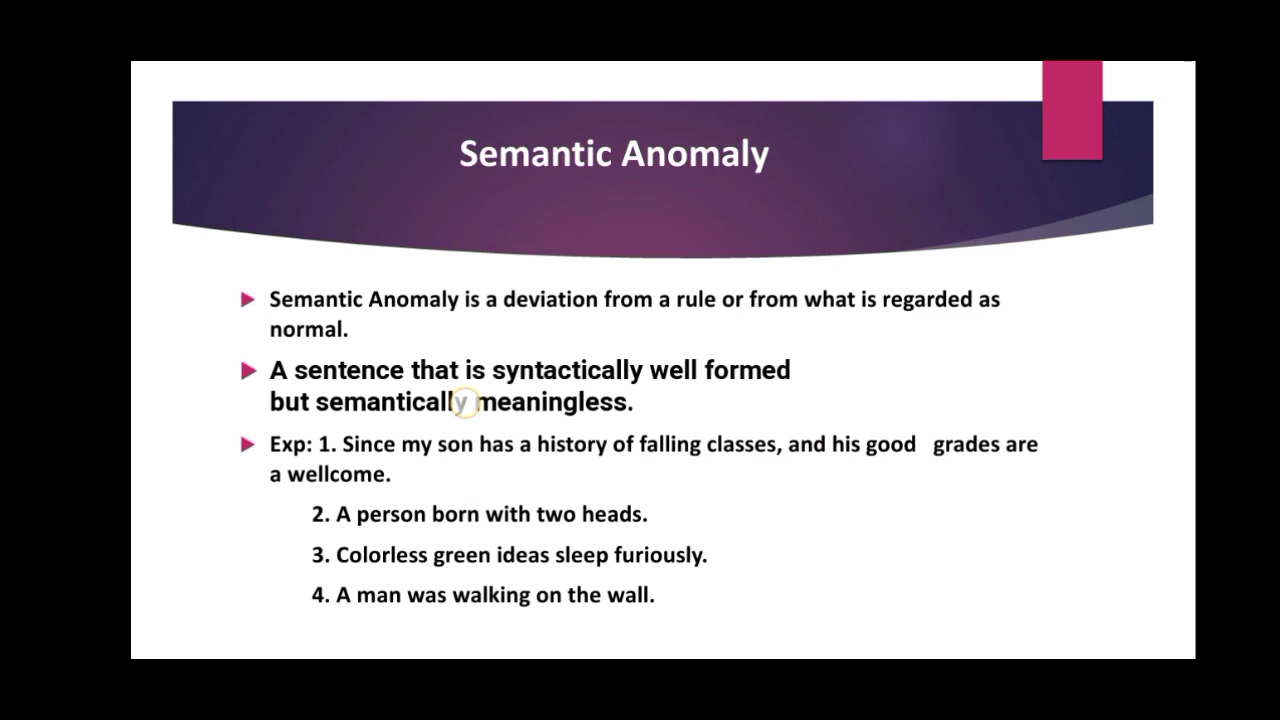 Semantic Anomaly
Semantic Anomaly is a deviation from a rule or from what is regarded as
normal.
A sentence that is syntactically well formed
but semantically meaningless.
Exp: 1. Since my son has a history of falling classes, and his good grades are
a wellcome.
2. A person born with two heads.
3. Colorless green ideas sleep furiously.
4. A man was walking on the wall.